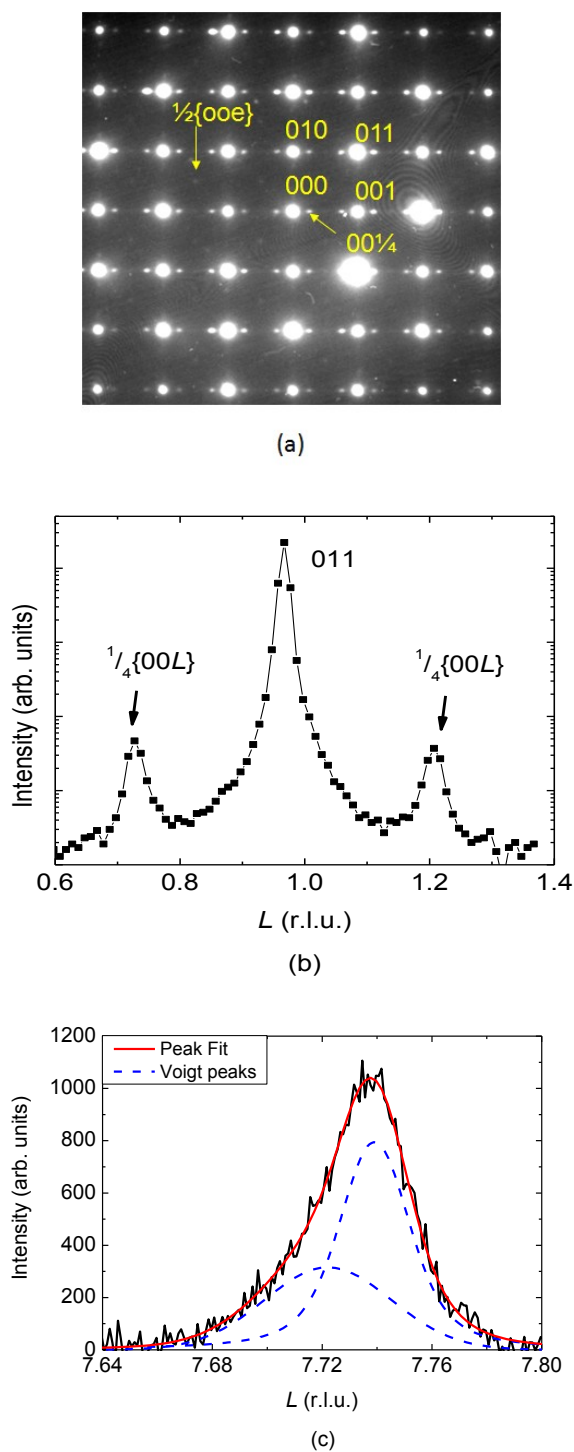 ½{ooe}
010
011
000
001
00¼
(a)
Intensity (arb. units)
011
¹/₄{00L}
¹/₄{00L}
0.6 0.8 1.0 1.2 1.4
L (r.l.u.)
(b)
Intensity (arb. units)
1200
1000
800
600
400
200
0
Peak Fit
Voigt peaks
7.64 7.68 7.72 7.76 7.80
L (r.l.u.)
(c)